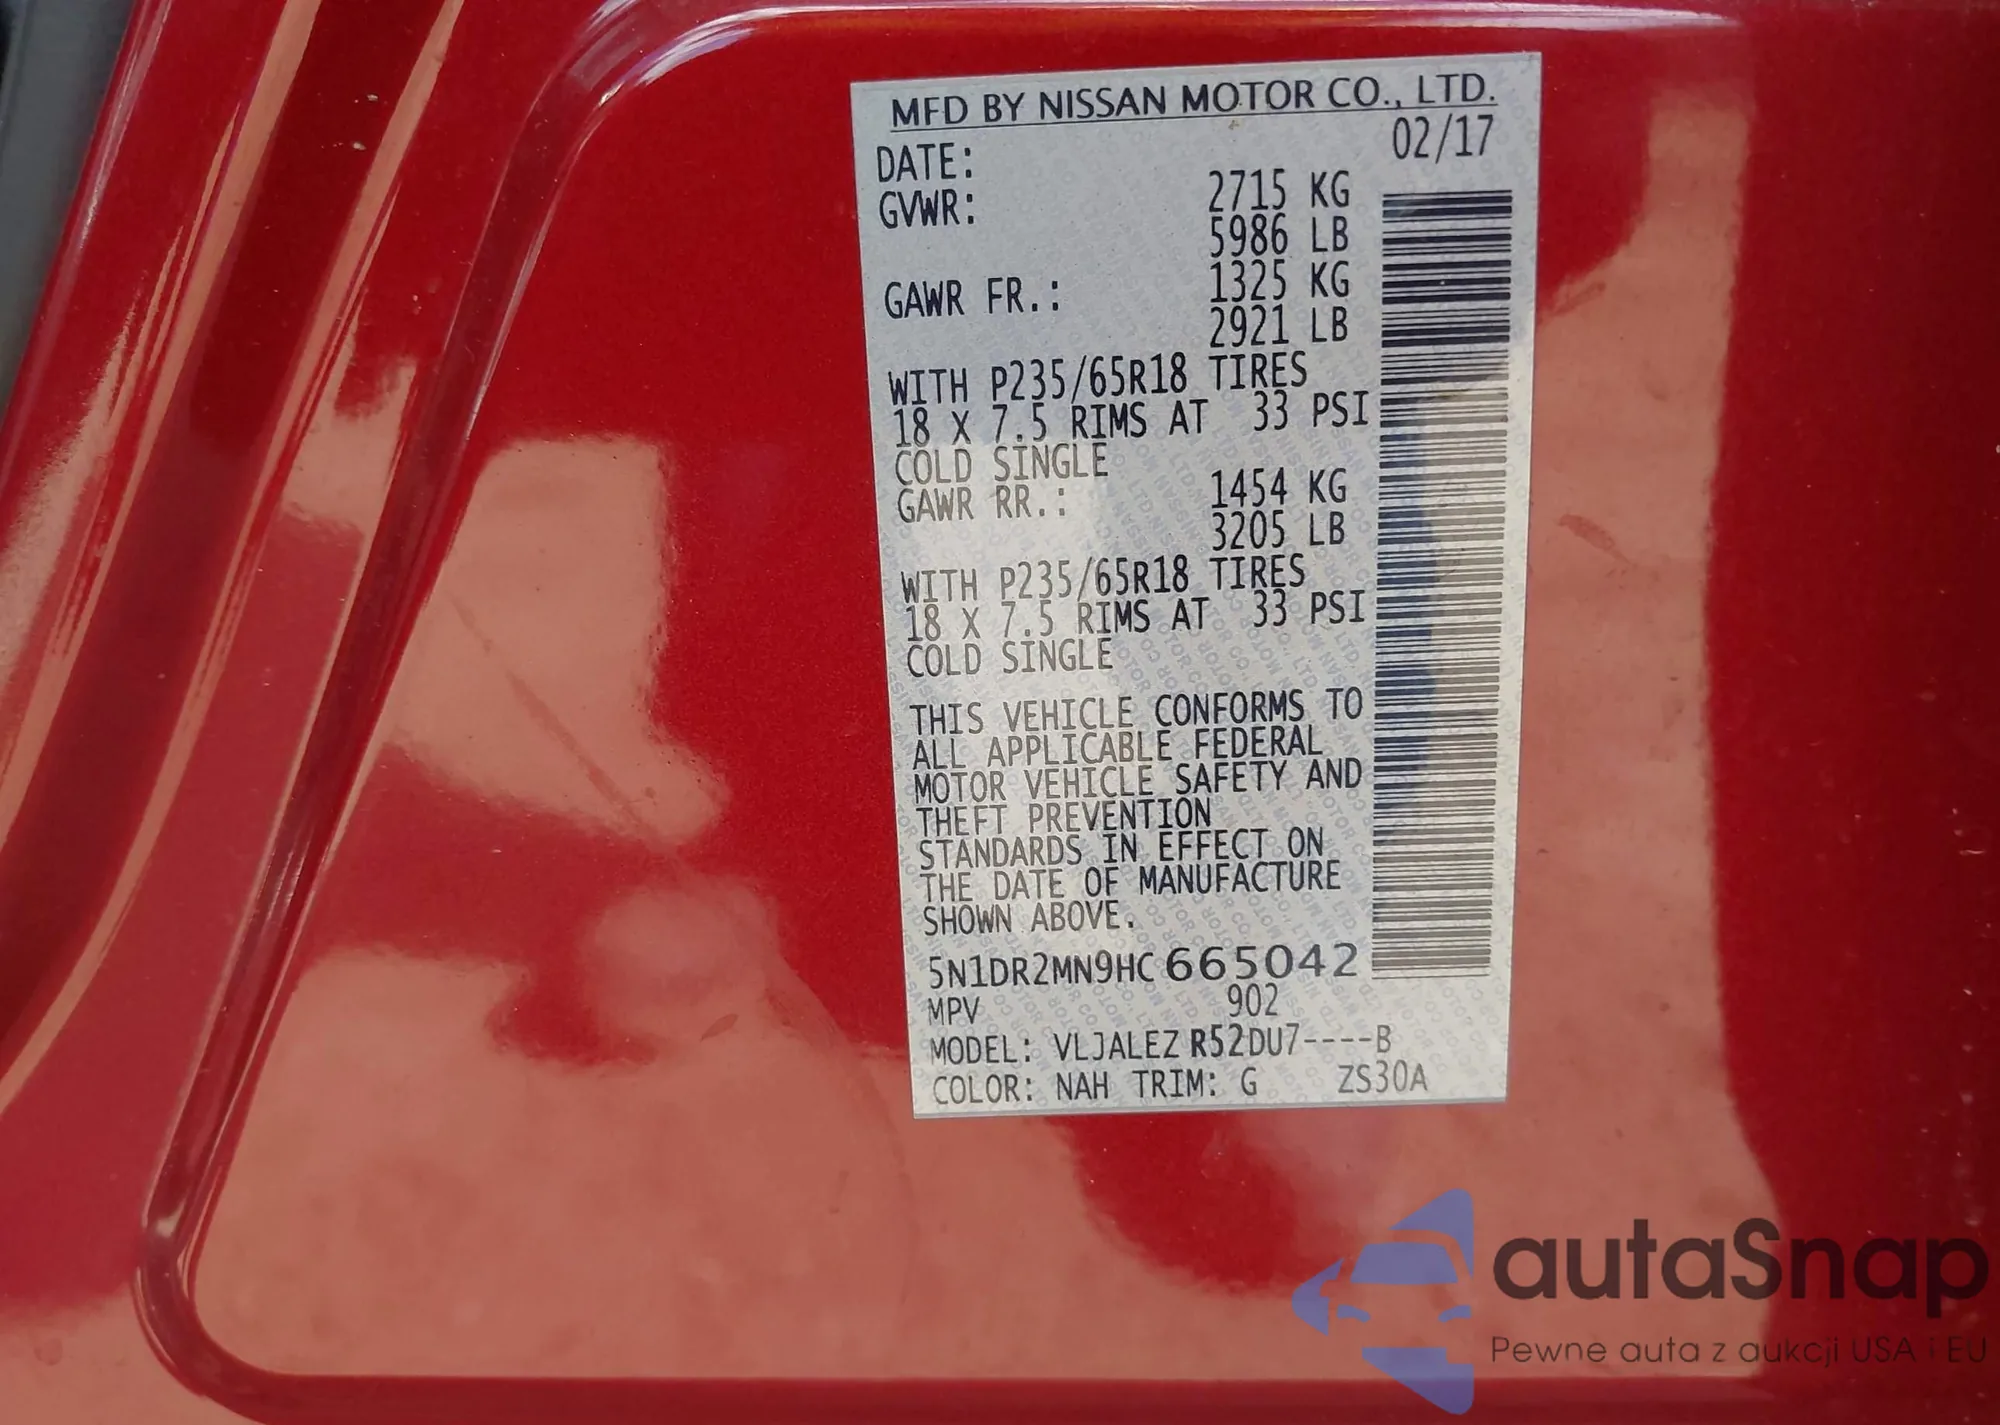 MFD BY NISSAN MOTOR CO., LTD.
DATE: 02/17
GVWR: 2715 KG
5986 LB
GAWR FR.: 1325 KG
2921 LB
WITH P235/65R18 TIRES
18 X 7.5 RIMS AT 33 PSI
COLD SINGLE
GAWR RR.: 1454 KG
3205 LB
WITH P235/65R18 TIRES
18 X 7.5 RIMS AT 33 PSI
COLD SINGLE
THIS VEHICLE CONFORMS TO
ALL APPLICABLE FEDERAL
MOTOR VEHICLE SAFETY AND
THEFT PREVENTION
STANDARDS IN EFFECT ON
THE DATE OF MANUFACTURE
SHOWN ABOVE.
5N1DR2MN9HC665042
MPV 902
MODEL: VLJALEZ R52DU7----B
COLOR: NAH TRIM: G ZS30A
autaSnap
Pewne auta z aukcji USA i EU